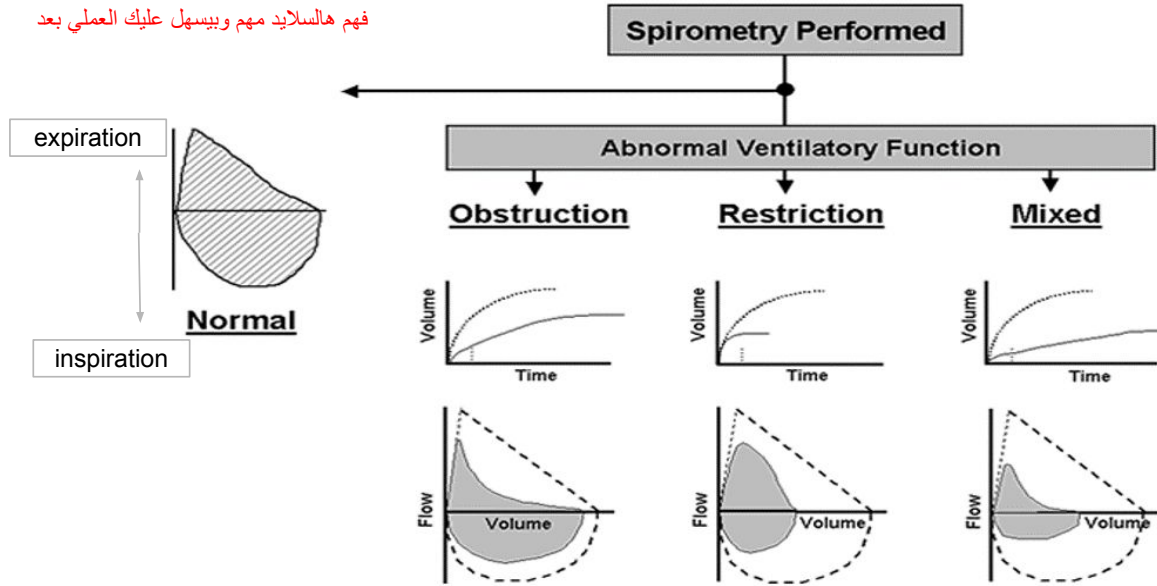 فهم هالسلايد مهم وبيسهل عليك العملي بعد
Spirometry Performed
expiration
Abnormal Ventilatory Function
Obstruction
Restriction
Mixed
Normal
inspiration
Volume
Time
Volume
Time
Volume
Time
Flow
Volume
Flow
Volume
Flow
Volume